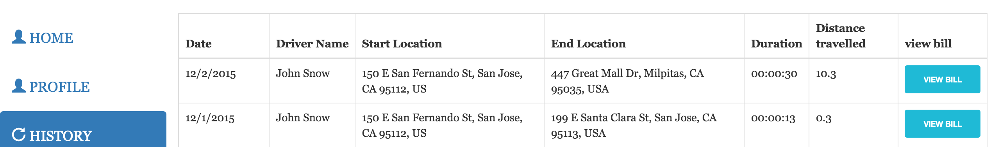 HOME
PROFILE
HISTORY
Date Driver Name Start Location End Location Duration Distance travelled view bill
12/2/2015 John Snow 150 E San Fernando St, San Jose, 447 Great Mall Dr, Milpitas, CA 00:00:30 10.3 VIEW BILL
CA 95112, US 95035, USA
12/1/2015 John Snow 150 E San Fernando St, San Jose, 199 E Santa Clara St, San Jose, CA 00:00:13 0.3 VIEW BILL
CA 95112, US 95113, USA